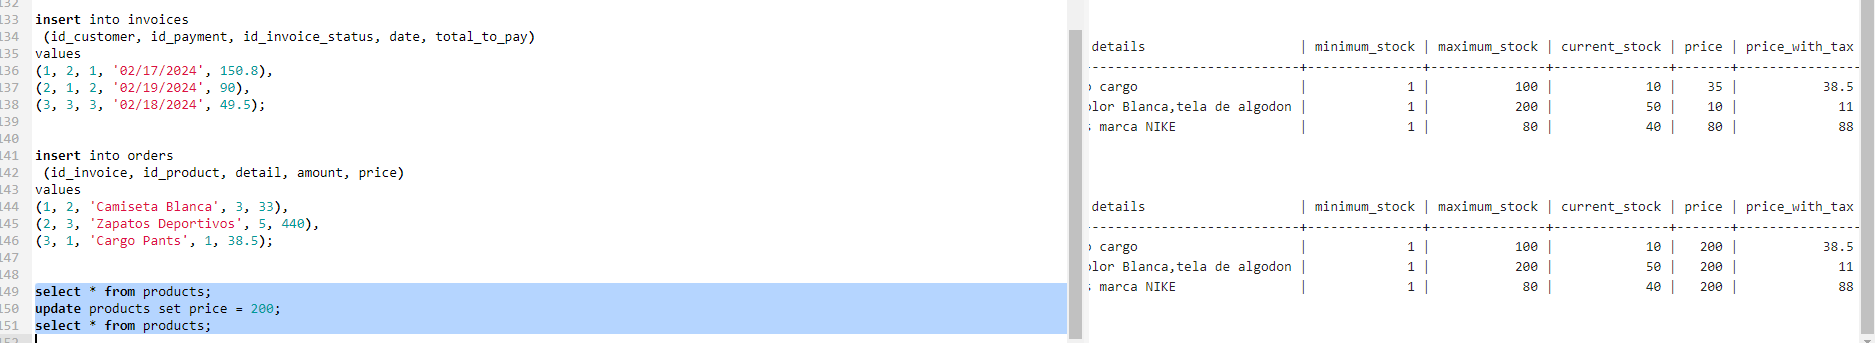 132
133 insert into invoices
134 (id_customer, id_payment, id_invoice_status, date, total_to_pay)
135 values
136 (1, 2, 1, '02/17/2024', 150.8),
137 (2, 1, 2, '02/19/2024', 90),
138 (3, 3, 3, '02/18/2024', 49.5);
139
140
141 insert into orders
142 (id_invoice, id_product, detail, amount, price)
143 values
144 (1, 2, 'Camiseta Blanca', 3, 33),
145 (2, 3, 'Zapatos Deportivos', 5, 440),
146 (3, 1, 'Cargo Pants', 1, 38.5);
147
148
149 select * from products;
150 update products set price = 200;
151 select * from products;
152
details | minimum_stock | maximum_stock | current_stock | price | price_with_tax
cargo | 1 | 100 | 10 | 35 | 38.5
olor Blanca,tela de algodon | 1 | 200 | 50 | 10 | 11
marca NIKE | 1 | 80 | 40 | 80 | 88
details | minimum_stock | maximum_stock | current_stock | price | price_with_tax
cargo | 1 | 100 | 10 | 200 | 38.5
olor Blanca,tela de algodon | 1 | 200 | 50 | 200 | 11
marca NIKE | 1 | 80 | 40 | 200 | 88